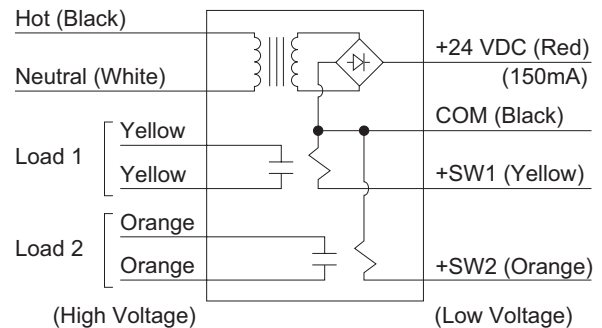 Hot (Black)
Neutral (White)
Load 1
Yellow
Yellow
Load 2
Orange
Orange
(High Voltage)
+24 VDC (Red)
(150mA)
COM (Black)
+SW1 (Yellow)
+SW2 (Orange)
(Low Voltage)